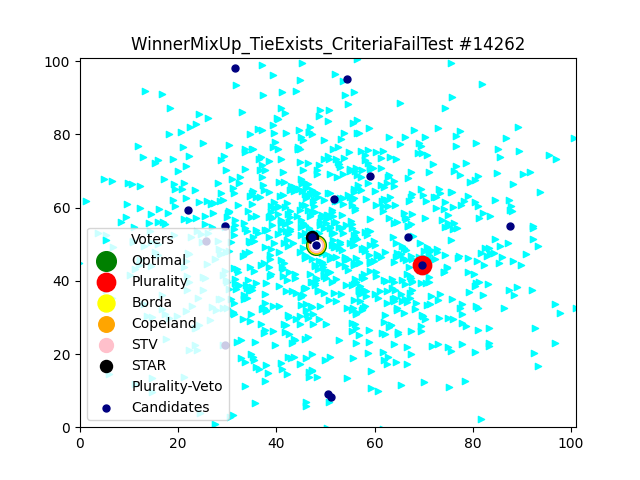 WinnerMixUp_TieExists_CriteriaFailTest #14262
100
80
60
40
20
0
Voters
Optimal
Plurality
Borda
Copeland
STV
STAR
Plurality-Veto
Candidates
0 20 40 60 80 100